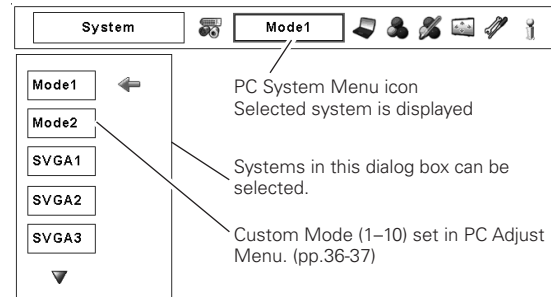 System
Mode1
Mode1
PC System Menu icon
Selected system is displayed
Mode2
SVGA1
Systems in this dialog box can be
selected.
SVGA2
SVGA3
Custom Mode (1–10) set in PC Adjust
Menu. (pp.36-37)